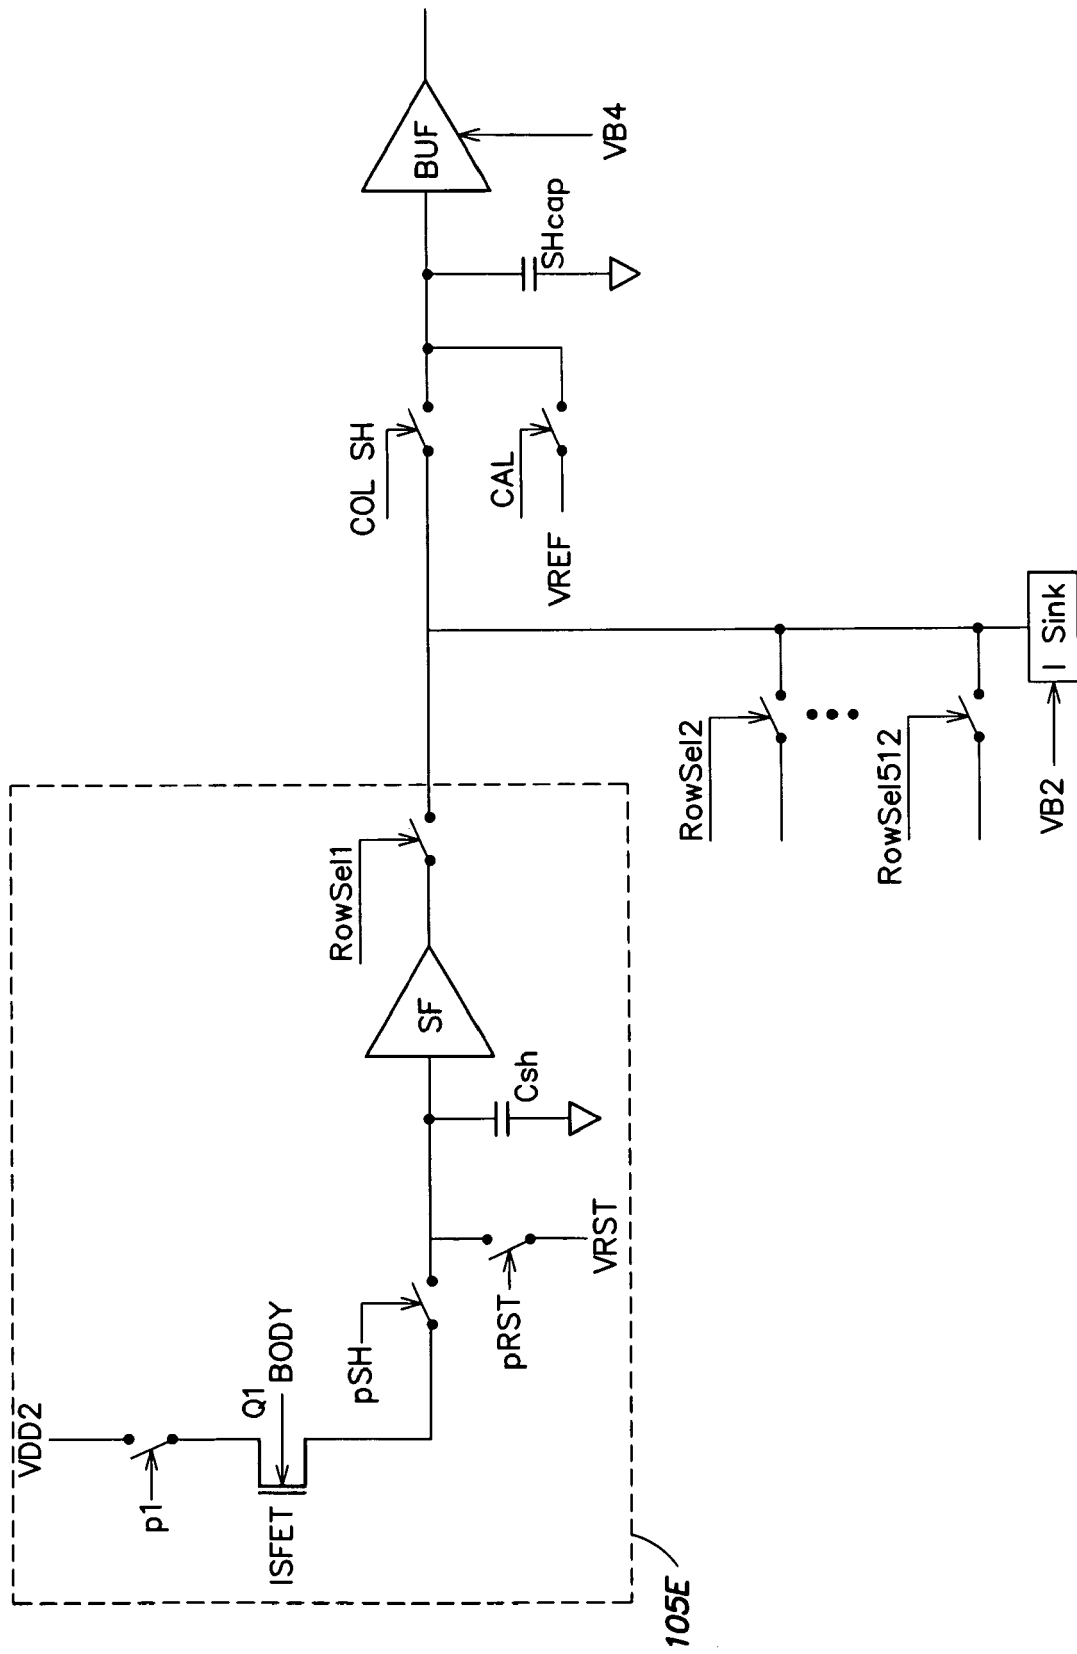 VDD2
p1
ISFET
Q1
BODY
pSH
pRST
VRST
Csh
SF
RowSel1
105E
RowSel2
RowSel512
VB2
I Sink
COL SH
CAL
VREF
SHcap
BUF
VB4